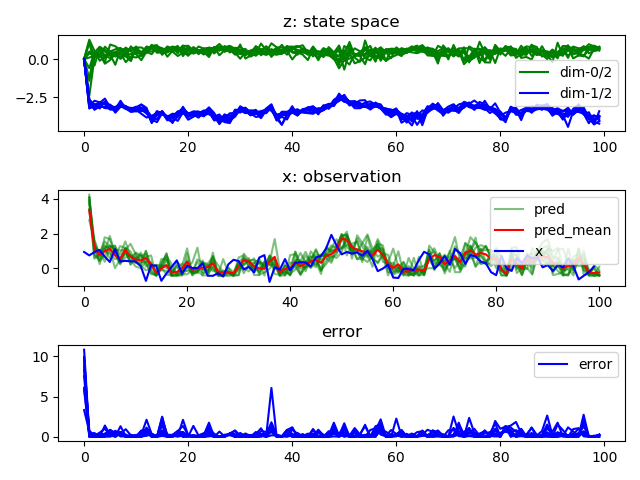 z: state space
0.0
−2.5
dim-0/2
dim-1/2
0 20 40 60 80 100
x: observation
4
2
0
pred
pred_mean
x
0 20 40 60 80 100
error
10
5
0
error
0 20 40 60 80 100